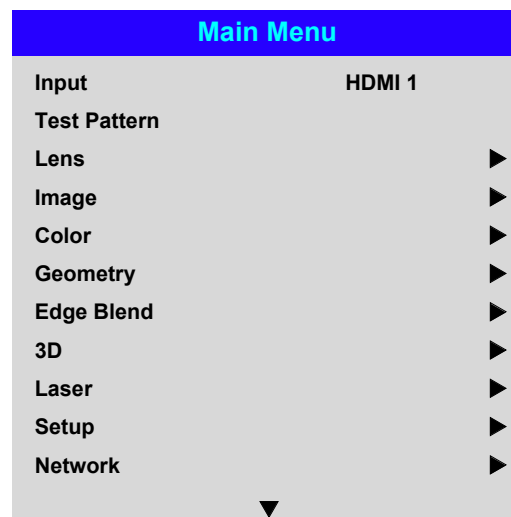 Main Menu
Input HDMI 1
Test Pattern
Lens
Image
Color
Geometry
Edge Blend
3D
Laser
Setup
Network